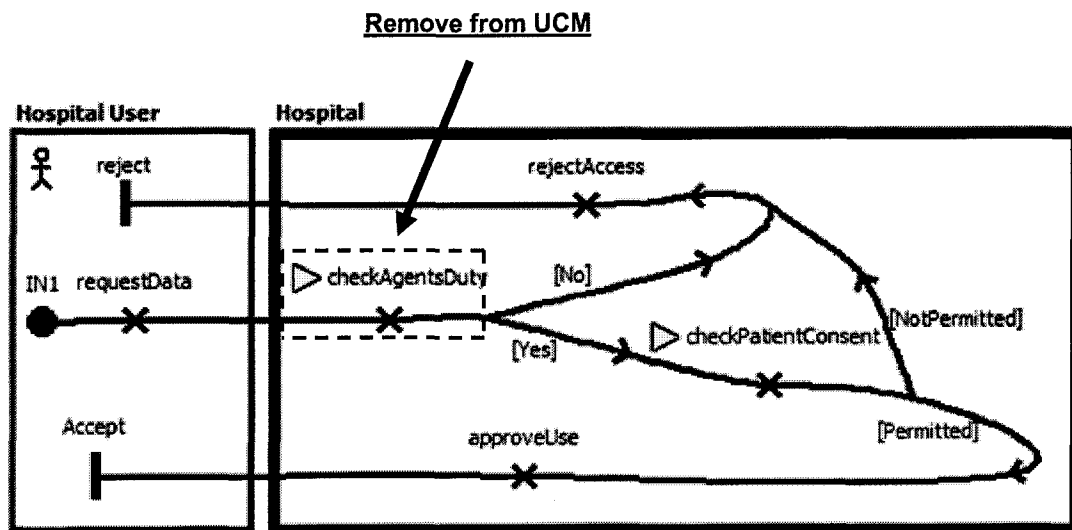 Remove from UCM
Hospital User
Hospital
reject
rejectAccess
checkAgentsDuty
[No]
IN1
requestData
[NotPermitted]
checkPatientConsent
[Yes]
Accept
approveUse
[Permitted]